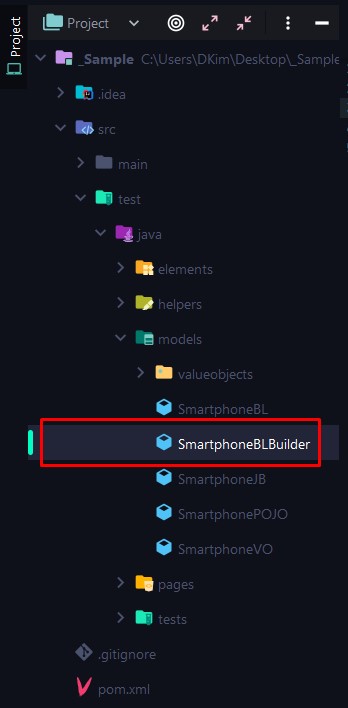 Project
Project
_Sample C:\Users\DKim\Desktop\_Sample
.idea
src
main
test
java
elements
helpers
models
valueobjects
SmartphoneBL
SmartphoneBLBuilder
SmartphoneJB
SmartphonePOJO
SmartphoneVO
pages
tests
.gitignore
pom.xml